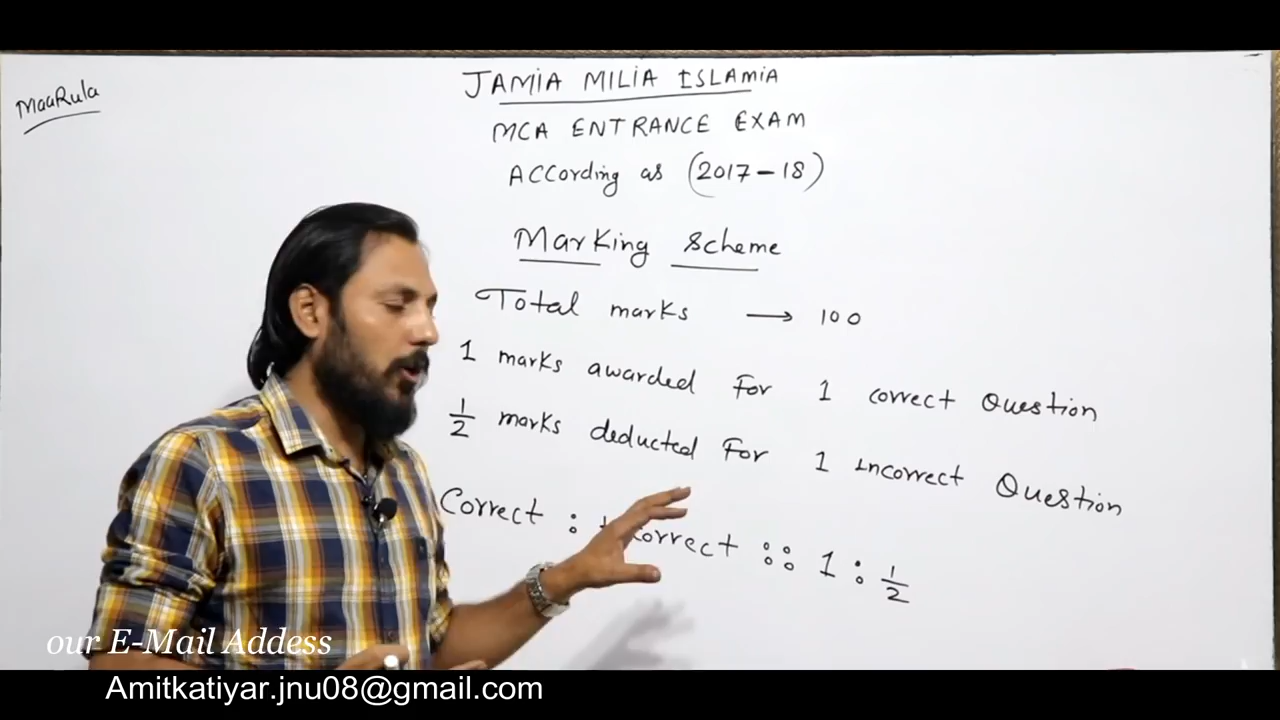 MaaRula
JAMIA MILIA ISLAMIA
MCA ENTRANCE EXAM
ACCording as (2017-18)
Marking Scheme
Total marks → 100
1 marks awarded For 1 correct Question
1/2 marks deducted For 1 incorrect Question
Correct : correct :: 1 : 1/2
our E-Mail Addess
Amitkatiyar.jnu08@gmail.com